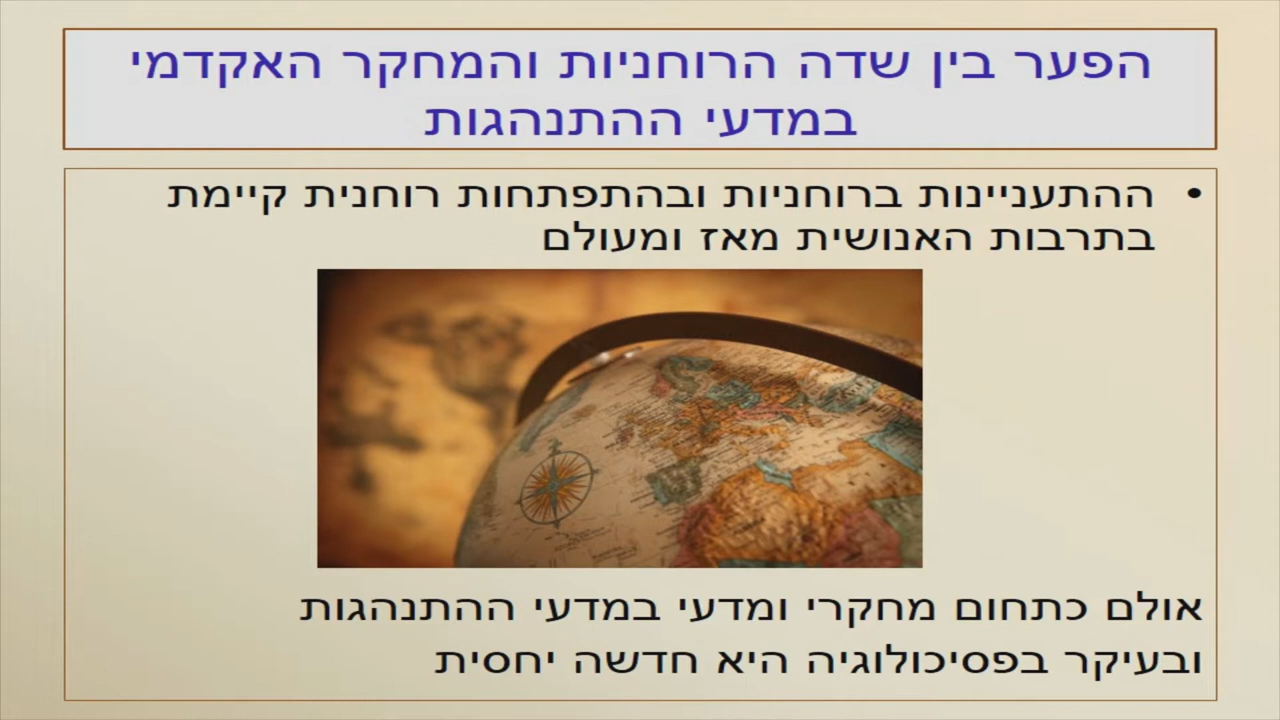 הפער בין שדה הרוחניות והמחקר האקדמי
במדעי ההתנהגות
• ההתעניינות ברוחניות ובהתפתחות רוחנית קיימת
בתרבות האנושית מאז ומעולם
אולם כתחום מחקרי ומדעי במדעי ההתנהגות
ובעיקר בפסיכולוגיה היא חדשה יחסית